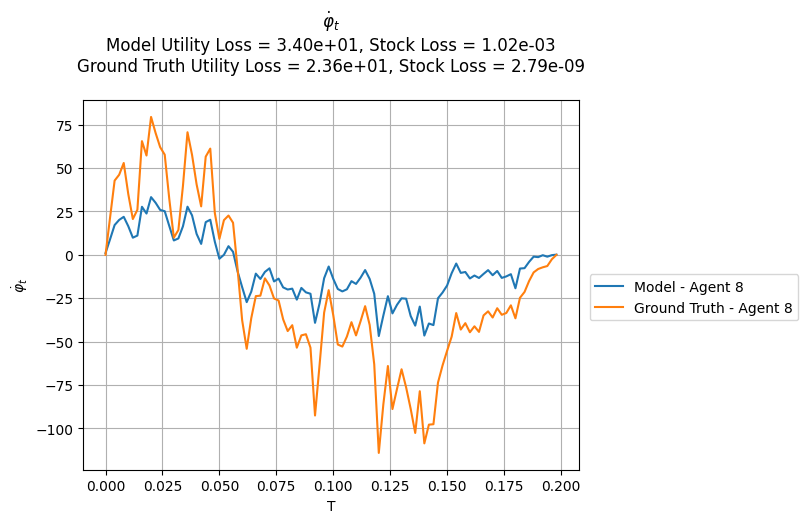 φ̇ₜ
Model Utility Loss = 3.40e+01, Stock Loss = 1.02e-03
Ground Truth Utility Loss = 2.36e+01, Stock Loss = 2.79e-09
75
50
25
0
−25
−50
−75
−100
φ̇ₜ
0.000 0.025 0.050 0.075 0.100 0.125 0.150 0.175 0.200
T
Model - Agent 8
Ground Truth - Agent 8